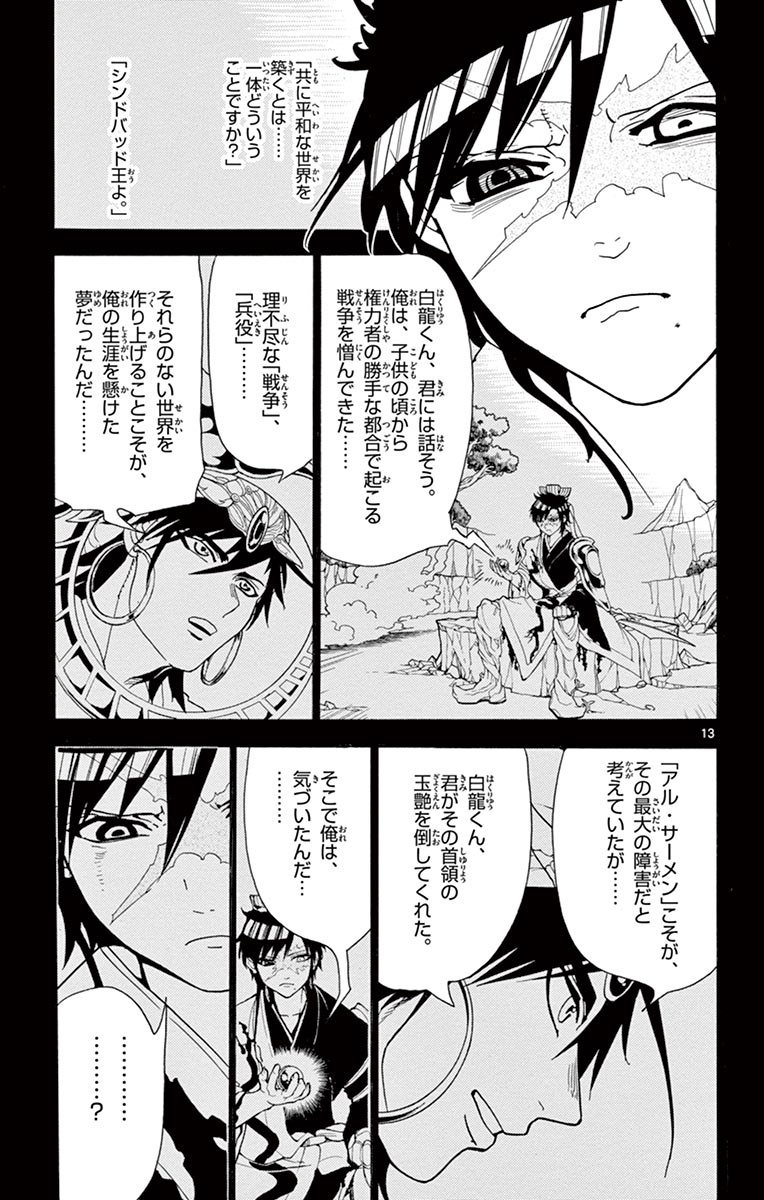 「共に平和な世界を
築くとは……
一体どういう
ことですか？」
「シンドバッド王よ。」
白龍くん、君には話そう。
俺は、子供の頃から
権力者の勝手な都合で起こる
戦争を憎んできた……
理不尽な「戦争」、
「兵役」……
それらのない世界を
作り上げることこそが、
俺の生涯を懸けた
夢だったんだ………
13
「アル・サーメン」こそが、
その最大の障害だと
考えていたが……
白龍くん、
君がその首領の
玉艶を倒してくれた。
そこで俺は、
気づいたんだ…
………
…………
………？